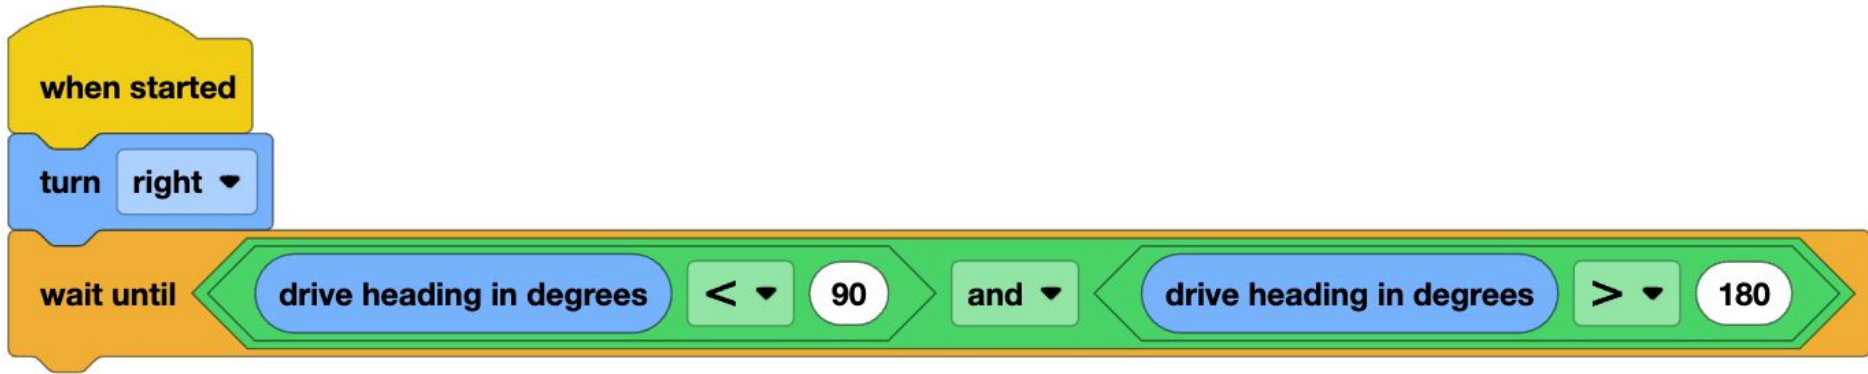 when started
turn right
wait until drive heading in degrees < 90 and drive heading in degrees > 180